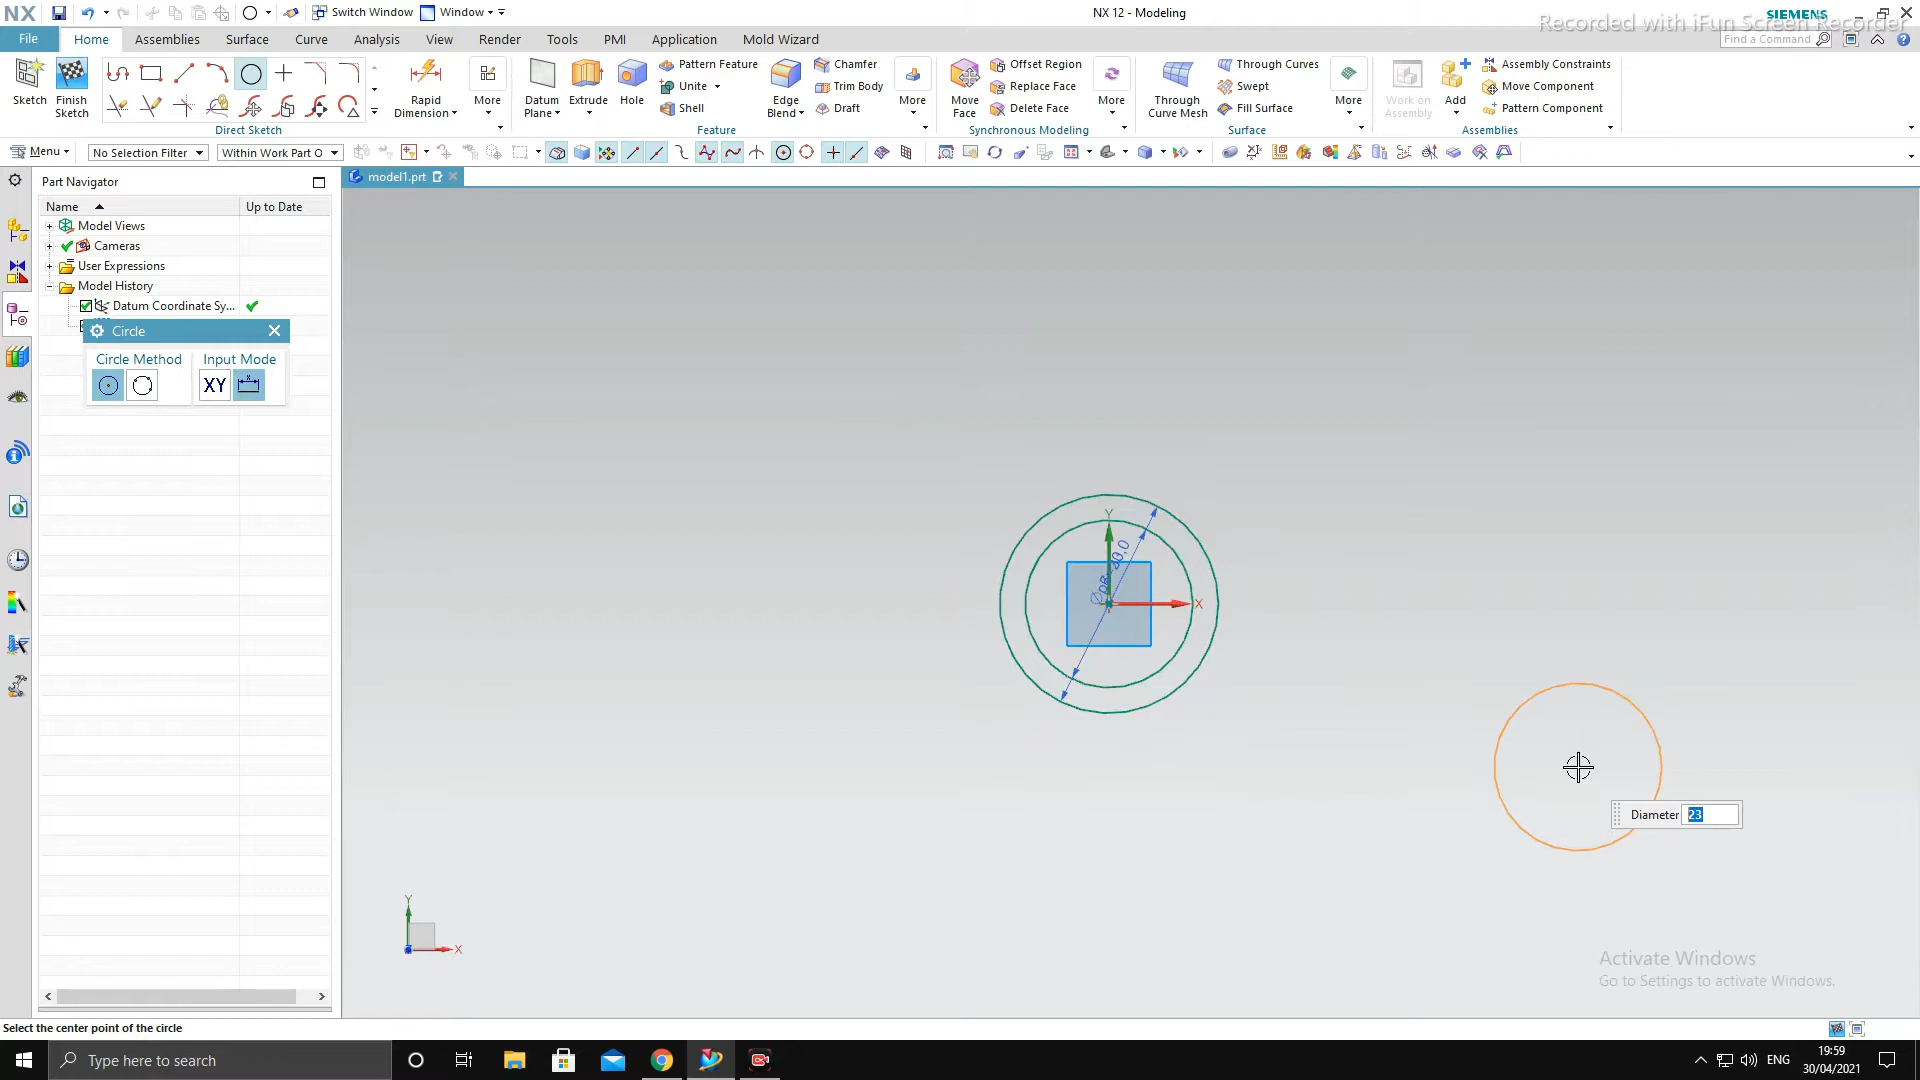 NX
Switch Window
Window
NX 12 - Modeling
SIEMENS
Recorded with iFun Screen Recorder
File
Home
Assemblies
Surface
Curve
Analysis
View
Render
Tools
PMI
Application
Mold Wizard
Find a Command
Sketch
Finish Sketch
Direct Sketch
Rapid Dimension
More
Datum Plane
Extrude
Hole
Pattern Feature
Unite
Shell
Edge Blend
Chamfer
Trim Body
Draft
More
Feature
Move Face
Offset Region
Replace Face
Delete Face
More
Synchronous Modeling
Through Curve Mesh
Through Curves
Swept
Fill Surface
More
Surface
Work on Assembly
Add
Assembly Constraints
Move Component
Pattern Component
Assemblies
Menu
No Selection Filter
Within Work Part O
Part Navigator
model1.prt
Name
Up to Date
Model Views
Cameras
User Expressions
Model History
Datum Coordinate Sy...
Circle
Circle Method
Input Mode
XY
Y
X
Diameter 23
Y
X
Activate Windows
Go to Settings to activate Windows.
Select the center point of the circle
Type here to search
ENG
19:59
30/04/2021